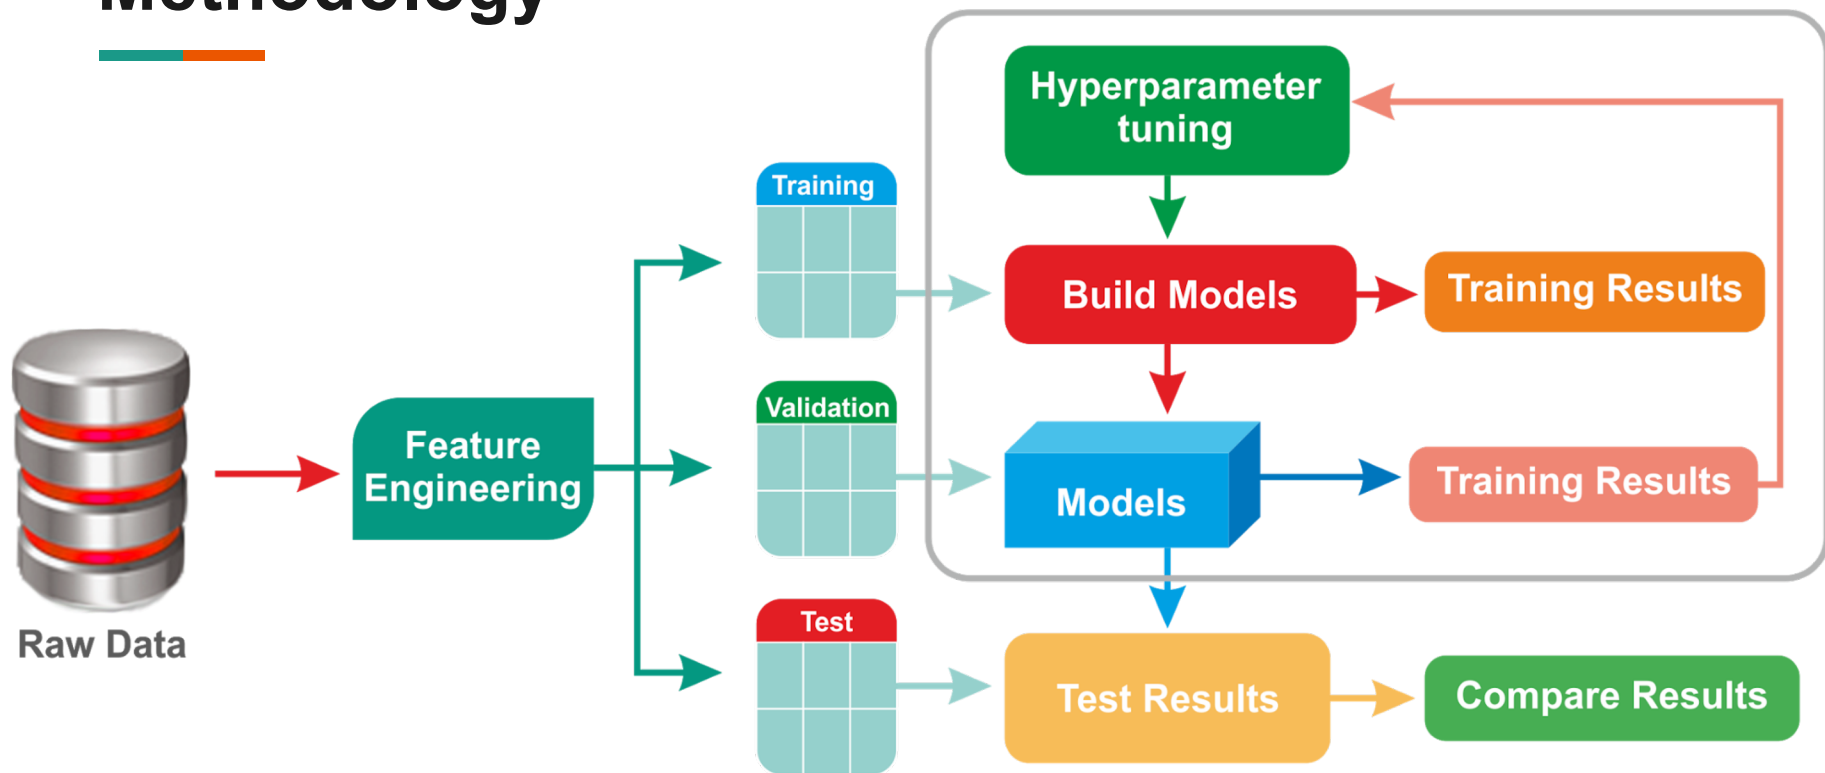 Methodology
Hyperparameter
tuning
Training
Build Models
Training Results
Validation
Feature
Engineering
Models
Training Results
Raw Data
Test
Test Results
Compare Results